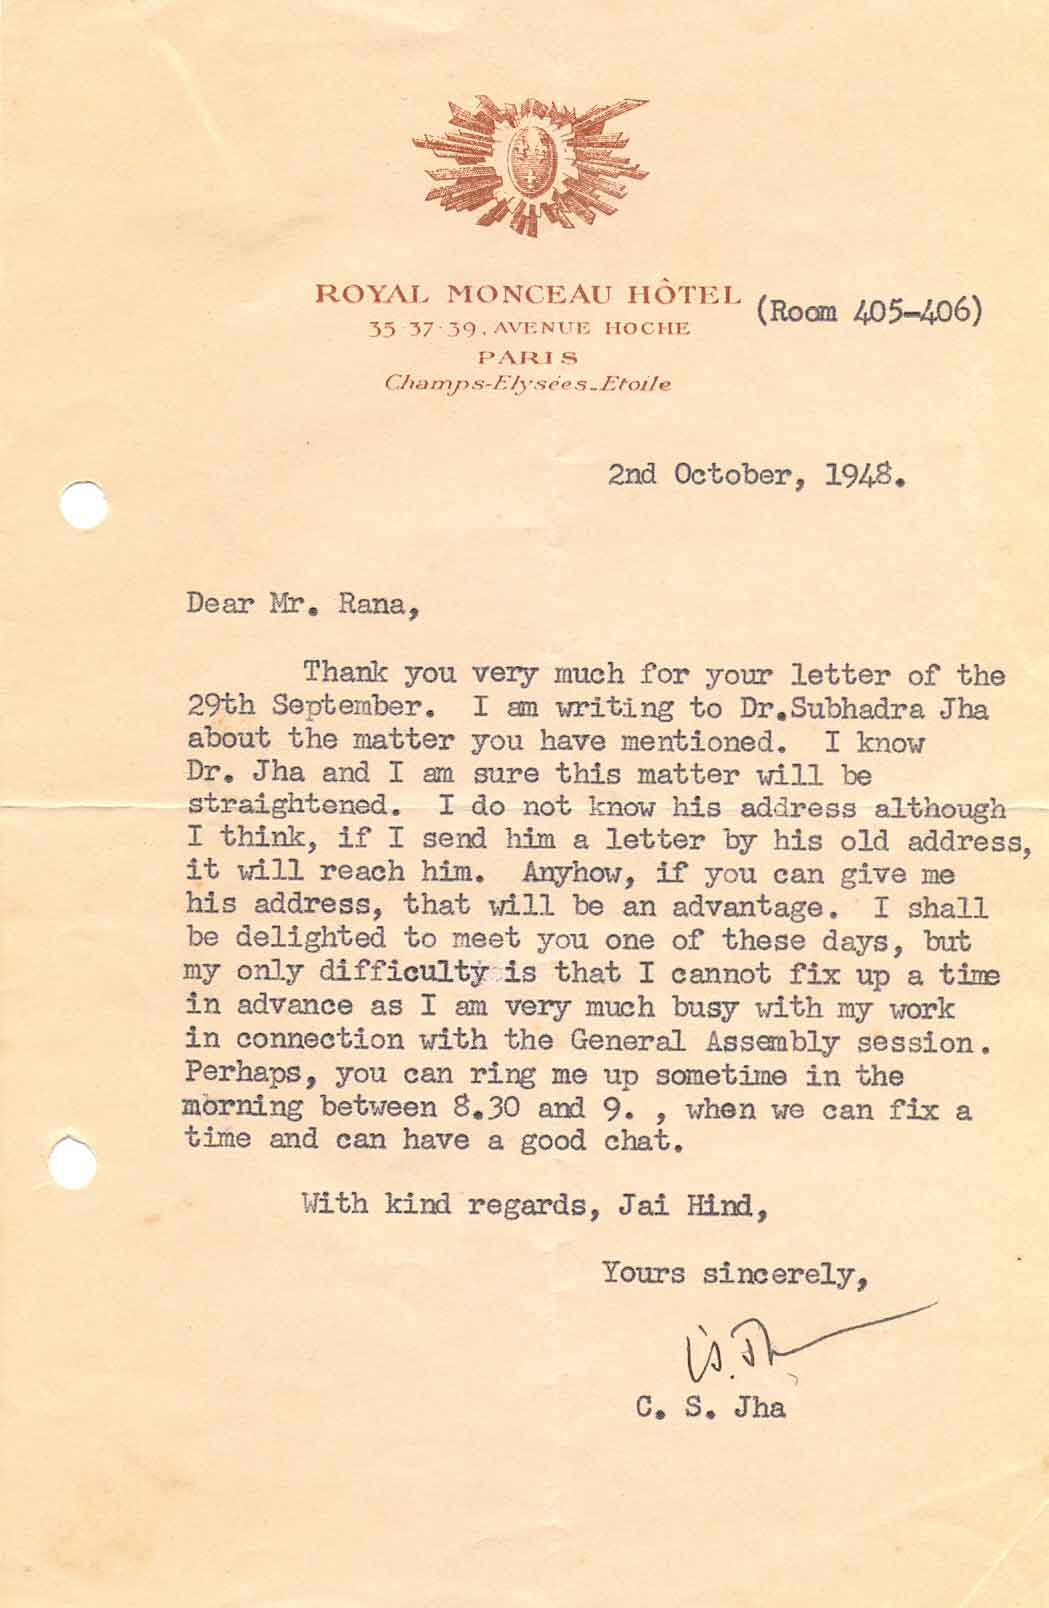 ROYAL MONCEAU HÔTEL (Room 405-406)
35-37-39, AVENUE HOCHE
PARIS
Champs-Elysées-Etoile
2nd October, 1948.
Dear Mr. Rana,
Thank you very much for your letter of the
29th September. I am writing to Dr.Subhadra Jha
about the matter you have mentioned. I know
Dr. Jha and I am sure this matter will be
straightened. I do not know his address although
I think, if I send him a letter by his old address,
it will reach him. Anyhow, if you can give me
his address, that will be an advantage. I shall
be delighted to meet you one of these days, but
my only difficulty is that I cannot fix up a time
in advance as I am very much busy with my work
in connection with the General Assembly session.
Perhaps, you can ring me up sometime in the
morning between 8.30 and 9. , when we can fix a
time and can have a good chat.
With kind regards, Jai Hind,
Yours sincerely,
C. S. Jha
C. S. Jha